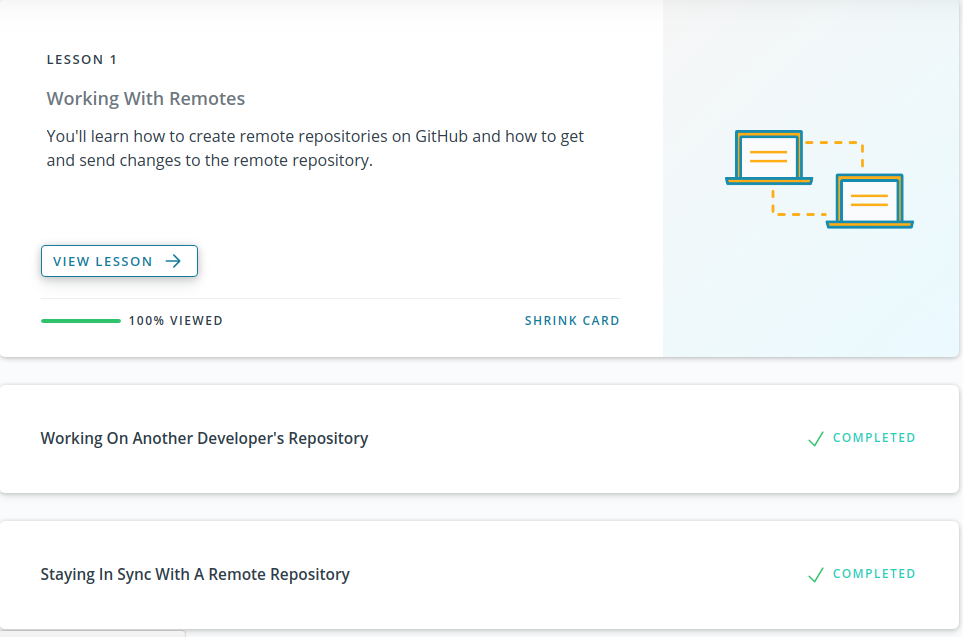 LESSON 1
Working With Remotes
You'll learn how to create remote repositories on GitHub and how to get
and send changes to the remote repository.
VIEW LESSON
100% VIEWED
SHRINK CARD
Working On Another Developer's Repository
COMPLETED
Staying In Sync With A Remote Repository
COMPLETED